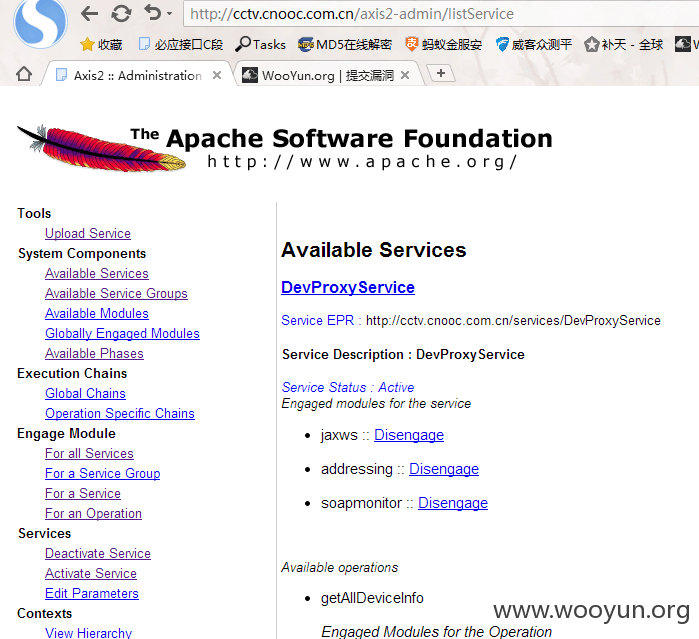 http://cctv.cnooc.com.cn/axis2-admin/listService
收藏 必应接口C段 Tasks MD5在线解密 蚂蚁金服安 威客众测平 补天 - 全球
Axis2 :: Administration WooYun.org | 提交漏洞
The Apache Software Foundation
http://www.apache.org/
Tools
Upload Service
System Components
Available Services
Available Service Groups
Available Modules
Globally Engaged Modules
Available Phases
Execution Chains
Global Chains
Operation Specific Chains
Engage Module
For all Services
For a Service Group
For a Service
For an Operation
Services
Deactivate Service
Activate Service
Edit Parameters
Contexts
View Hierarchy
Available Services
DevProxyService
Service EPR : http://cctv.cnooc.com.cn/services/DevProxyService
Service Description : DevProxyService
Service Status : Active
Engaged modules for the service
jaxws :: Disengage
addressing :: Disengage
soapmonitor :: Disengage
Available operations
getAllDeviceInfo
Engaged Modules for the Operation
www.wooyun.org